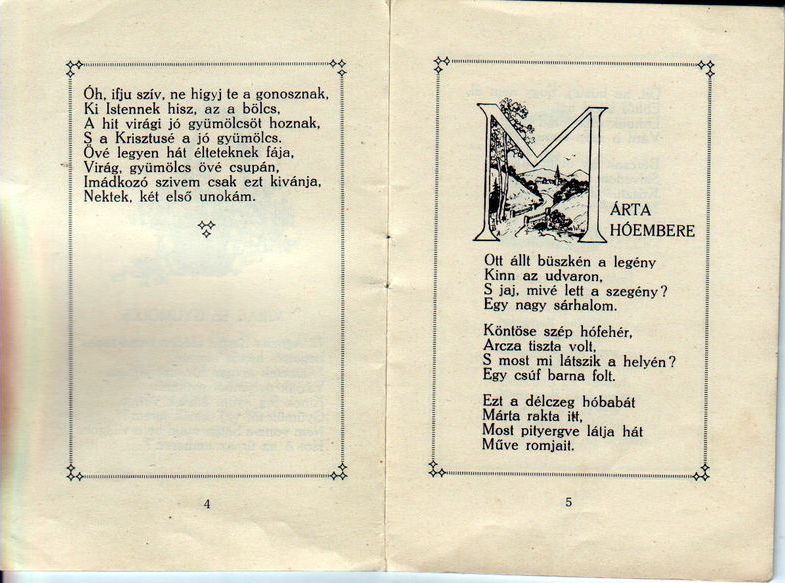 Óh, ifju szív, ne higyj te a gonosznak,
Ki Istennek hisz, az a bölcs,
A hit virági jó gyümölcsöt hoznak,
S a Krisztusé a jó gyümölcs.
Övé legyen hát élteteknek fája,
Virág, gyümölcs övé csupán,
Imádkozó szivem csak ezt kivánja,
Nektek, két első unokám.
4
MÁRTA
HÓEMBERE
Ott állt büszkén a legény
Kinn az udvaron,
S jaj, mivé lett a szegény?
Egy nagy sárhalom.
Köntöse szép hófehér,
Arcza tiszta volt,
S most mi látszik a helyén?
Egy csúf barna folt.
Ezt a délczeg hóbabát
Márta rakta itt,
Most pityergve látja hát
Műve romjait.
5